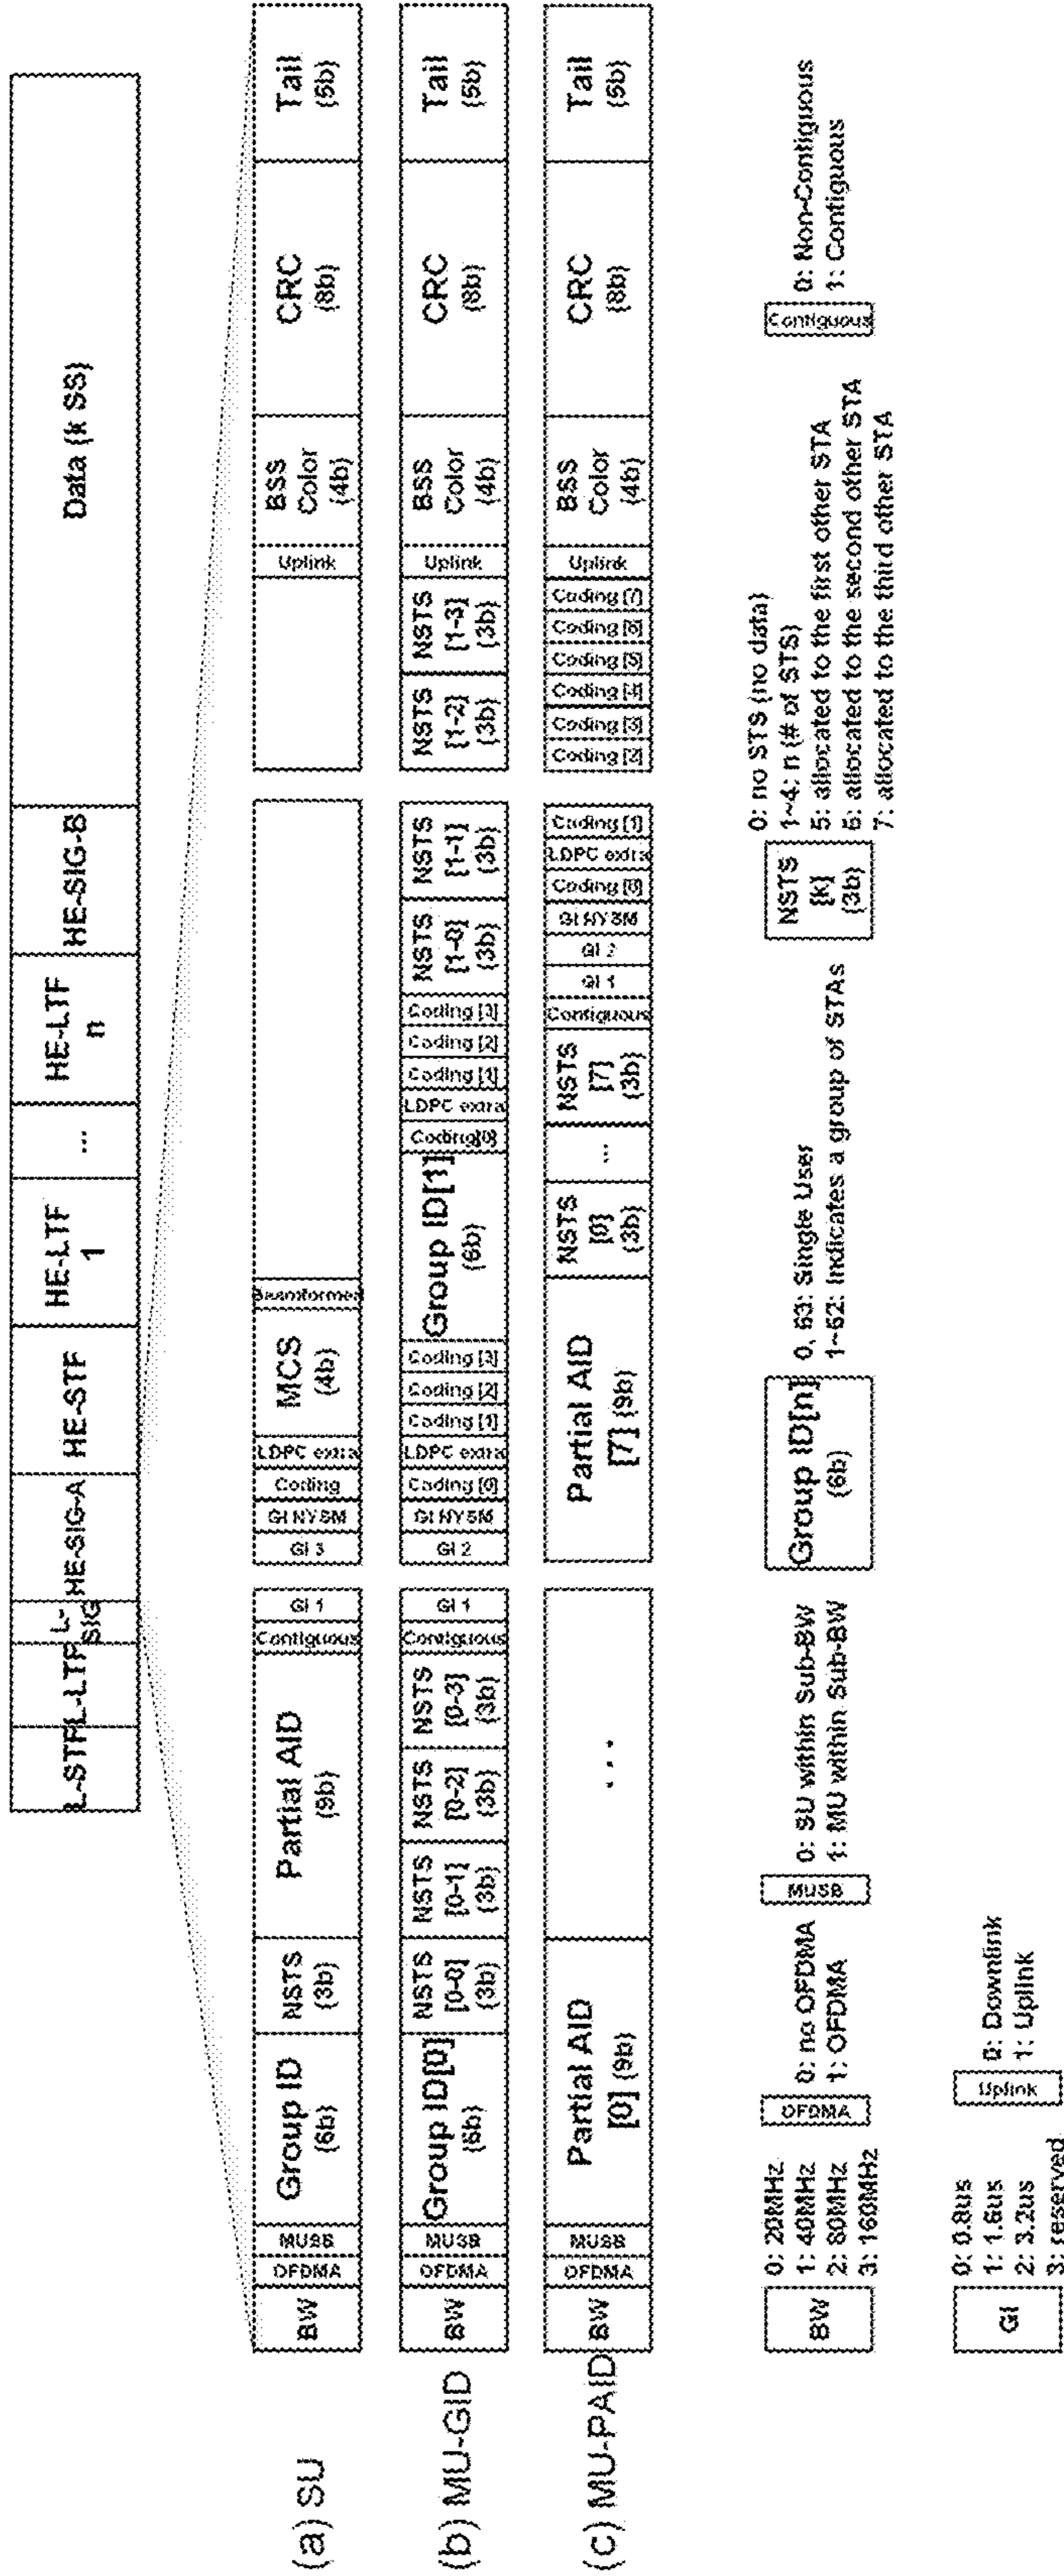 L-STF
L-LTF
L-
SIG
HE-SIG-A
HE-STF
HE-LTF
1
...
HE-LTF
n
HE-SIG-B
Data (k SS)
(a) SU
BW
OFDMA
MUSB
Group ID
(6b)
NSTS
(3b)
Partial AID
(9b)
Contiguous
GI 1
GI 3
GI NYSM
Coding
LDPC extra
MCS
(4b)
Beamformed
Uplink
BSS
Color
(4b)
CRC
(8b)
Tail
(5b)
(b) MU-GID
BW
OFDMA
MUSB
Group ID[0]
(6b)
NSTS
[0-0]
(3b)
NSTS
[0-1]
(3b)
NSTS
[0-2]
(3b)
NSTS
[0-3]
(3b)
Contiguous
GI 1
GI 2
GI NYSM
Coding [0]
LDPC extra
Coding [1]
Coding [2]
Coding [3]
Group ID[1]
(6b)
Coding[0]
LDPC extra
Coding [1]
Coding [2]
Coding [3]
NSTS
[1-0]
(3b)
NSTS
[1-1]
(3b)
NSTS
[1-2]
(3b)
NSTS
[1-3]
(3b)
Uplink
BSS
Color
(4b)
CRC
(8b)
Tail
(5b)
(c) MU-PAID
BW
OFDMA
MUSB
Partial AID
[0] (9b)
...
Partial AID
[7] (9b)
NSTS
[0]
(3b)
...
NSTS
[7]
(3b)
Contiguous
GI 1
GI 2
GI NYSM
Coding [0]
LDPC extra
Coding [1]
Coding [2]
Coding [3]
Coding [4]
Coding [5]
Coding [6]
Coding [7]
Uplink
BSS
Color
(4b)
CRC
(8b)
Tail
(5b)
BW
0: 20MHz
1: 40MHz
2: 80MHz
3: 160MHz
OFDMA
0: no OFDMA
1: OFDMA
MUSB
0: SU within Sub-BW
1: MU within Sub-BW
Group ID[n]
(6b)
0, 63: Single User
1~62: Indicates a group of STAs
NSTS
[k]
(3b)
0: no STS (no data)
1~4: n (# of STS)
5: allocated to the first other STA
6: allocated to the second other STA
7: allocated to the third other STA
Contiguous
0: Non-Contiguous
1: Contiguous
GI
0: 0.8us
1: 1.6us
2: 3.2us
3: reserved
Uplink
0: Downlink
1: Uplink